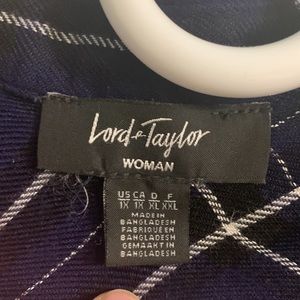 Lord & Taylor
WOMAN
US CA D F
1X 1X XL XXL
MADE IN
BANGLADESH
FABRIQUÉ EN
BANGLADESH
GEMAAKT IN
BANGLADESH